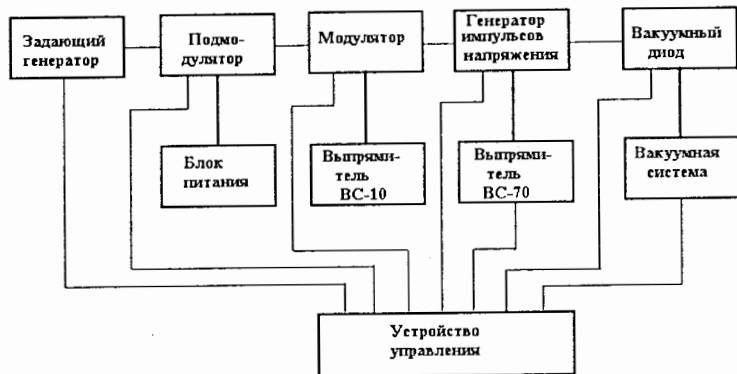 Задающий
генератор
Подмо-
дулятор
Модулятор
Генератор
импульсов
напряжения
Вакуумный
диод
Блок
питания
Выпрями-
тель
ВС-10
Выпрями-
тель
ВС-70
Вакуумная
система
Устройство
управления